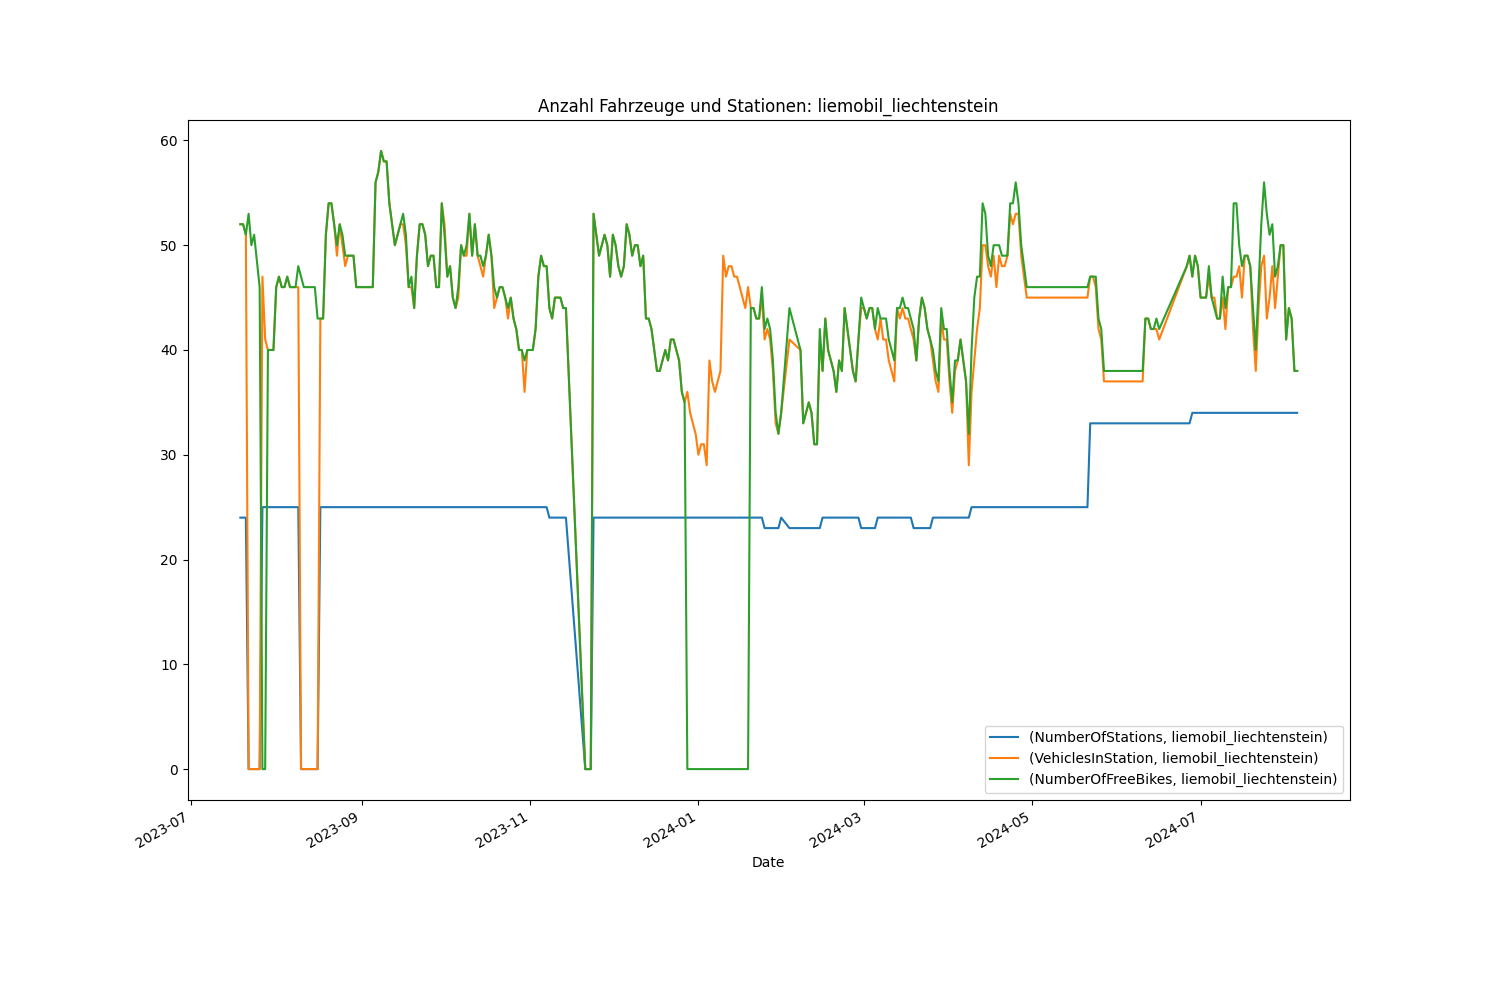 Anzahl Fahrzeuge und Stationen: liemobil_liechtenstein
60
50
40
30
20
10
0
2023-07
2023-09
2023-11
2024-01
2024-03
2024-05
2024-07
Date
(NumberOfStations, liemobil_liechtenstein)
(VehiclesInStation, liemobil_liechtenstein)
(NumberOfFreeBikes, liemobil_liechtenstein)